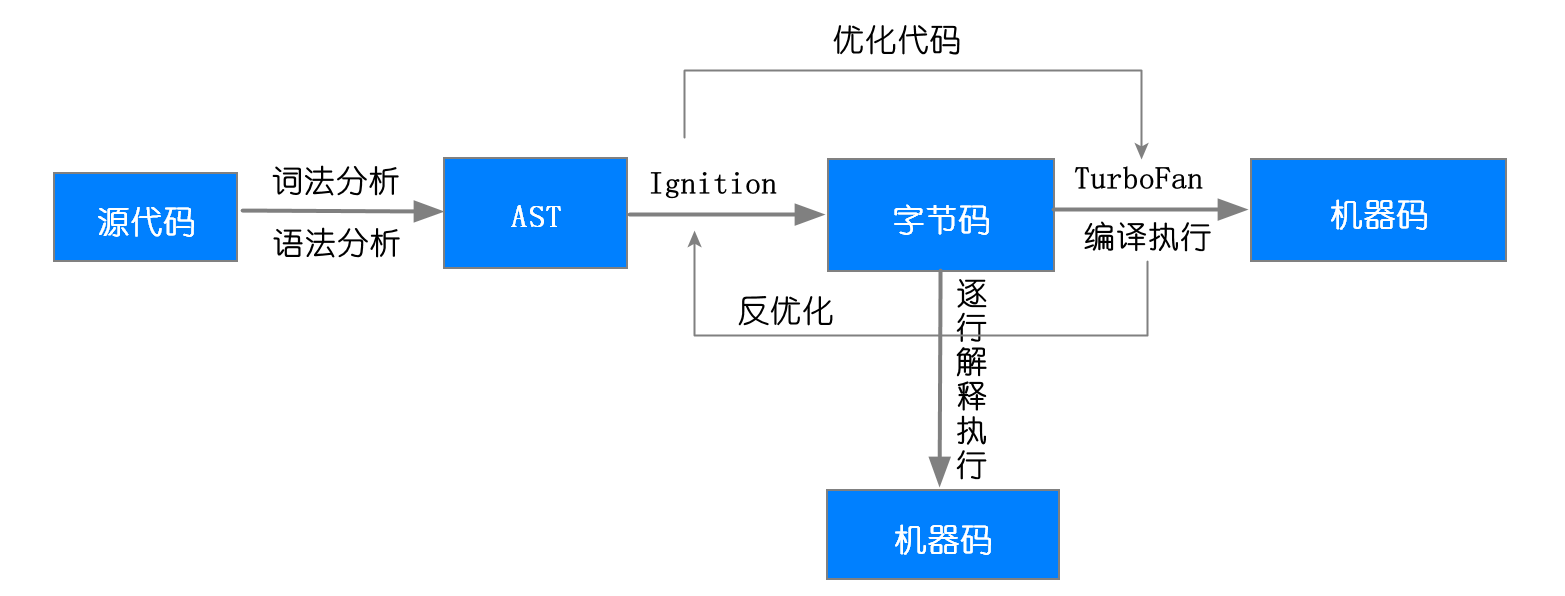 优化代码
词法分析
语法分析
源代码
AST
Ignition
字节码
TurboFan
编译执行
机器码
反优化
逐行解释执行
机器码